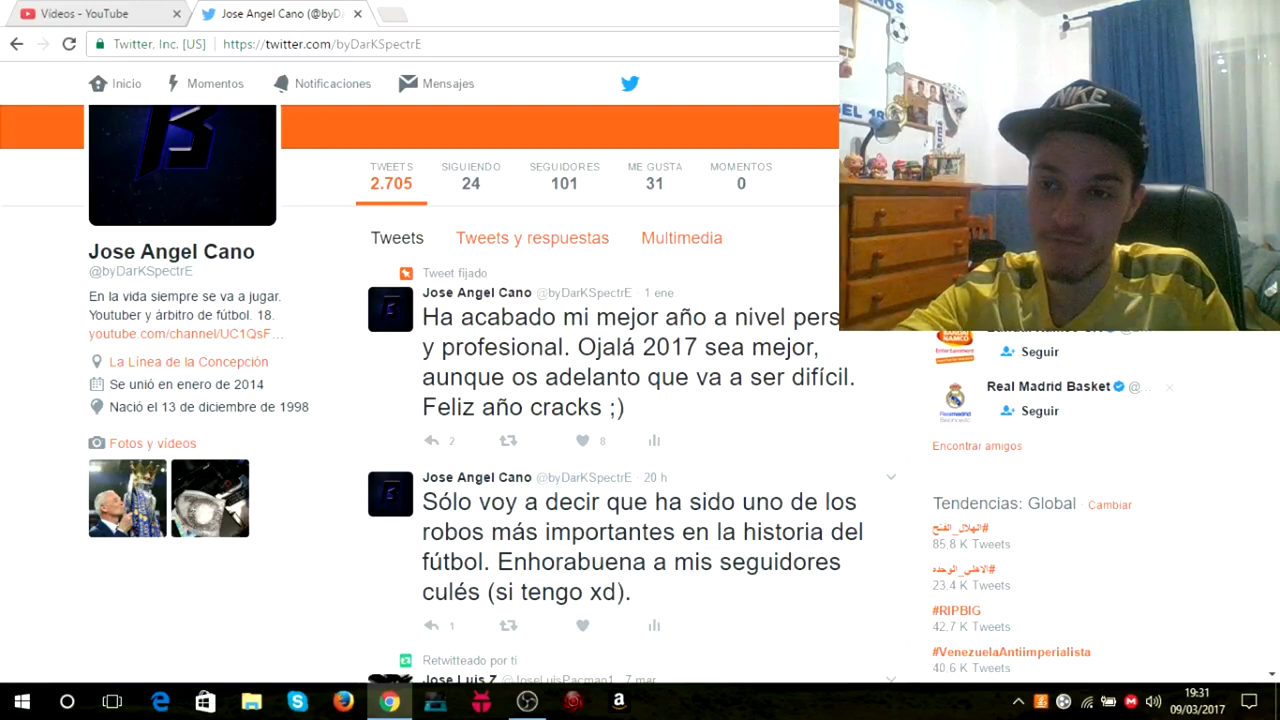 Vídeos - YouTube
Jose Angel Cano (@byDa
Twitter, Inc. [US]
https://twitter.com/byDarKSpectrE
Inicio
Momentos
Notificaciones
Mensajes
TWEETS
2.705
SIGUIENDO
24
SEGUIDORES
101
ME GUSTA
31
MOMENTOS
0
Jose Angel Cano
@byDarKSpectrE
En la vida siempre se va a jugar.
Youtuber y árbitro de fútbol. 18.
youtube.com/channel/UC1QsF…
La Línea de la Concepción
Se unió en enero de 2014
Nació el 13 de diciembre de 1998
Fotos y vídeos
Tweets
Tweets y respuestas
Multimedia
Tweet fijado
Jose Angel Cano @byDarKSpectrE · 1 ene
Ha acabado mi mejor año a nivel pers
y profesional. Ojalá 2017 sea mejor,
aunque os adelanto que va a ser difícil.
Feliz año cracks ;)
2
8
Jose Angel Cano @byDarKSpectrE · 20 h
Sólo voy a decir que ha sido uno de los
robos más importantes en la historia del
fútbol. Enhorabuena a mis seguidores
culés (si tengo xd).
1
Retwitteado por ti
Jose Luis Z @JoseLuisPacman1 · 7 mar.
NIKE
Seguir
Real Madrid Basket @...
Seguir
Encontrar amigos
Tendencias: Global · Cambiar
#الهلال_الفتح
85,8 K Tweets
#الاهلي_الوحده
23,4 K Tweets
#RIPBIG
42,7 K Tweets
#VenezuelaAntiimperialista
40,6 K Tweets
19:31
09/03/2017